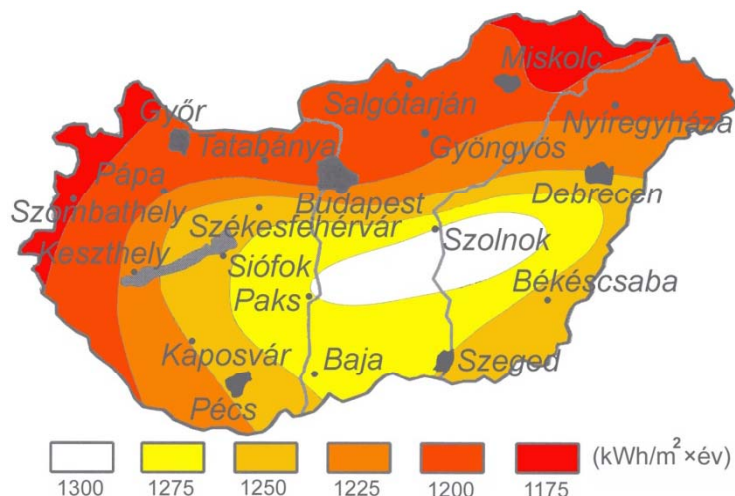 Miskolc
Salgótarján
Győr
Nyíregyháza
Tatabánya
Gyöngyös
Pápa
Debrecen
Szombathely
Budapest
Székesfehérvár
Szolnok
Keszthely
Siófok
Békéscsaba
Paks
Kaposvár
Baja
Szeged
Pécs
(kWh/m²×év)
1300 1275 1250 1225 1200 1175